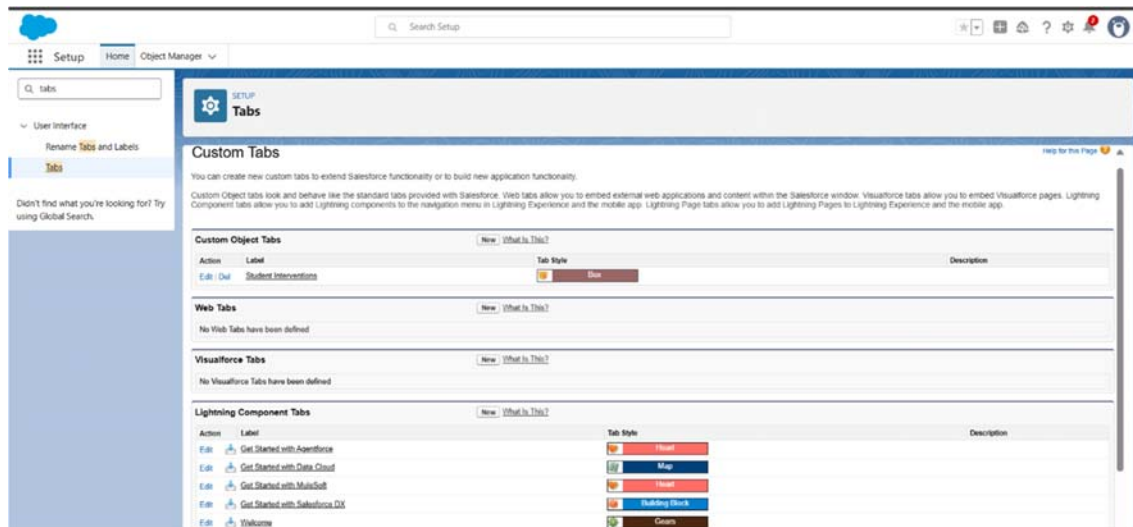 Search Setup
2
Setup
Home
Object Manager
tabs
User Interface
Rename Tabs and Labels
Tabs
Didn't find what you're looking for? Try
using Global Search.
SETUP
Tabs
Custom Tabs
Help for this Page
You can create new custom tabs to extend Salesforce functionality or to build new application functionality.
Custom Object tabs look and behave like the standard tabs provided with Salesforce. Web tabs allow you to embed external web applications and content within the Salesforce window. Visualforce tabs allow you to embed Visualforce pages. Lightning
Component tabs allow you to add Lightning components to the navigation menu in Lightning Experience and the mobile app. Lightning Page tabs allow you to add Lightning Pages to Lightning Experience and the mobile app.
Custom Object Tabs New What Is This?
Action Label Tab Style Description
Edit | Del Student Interventions Box
Web Tabs New What Is This?
No Web Tabs have been defined
Visualforce Tabs New What Is This?
No Visualforce Tabs have been defined
Lightning Component Tabs New What Is This?
Action Label Tab Style Description
Edit Get Started with Agentforce Heart
Edit Get Started with Data Cloud Map
Edit Get Started with MuleSoft Heart
Edit Get Started with Salesforce DX Building Block
Edit Welcome Gears